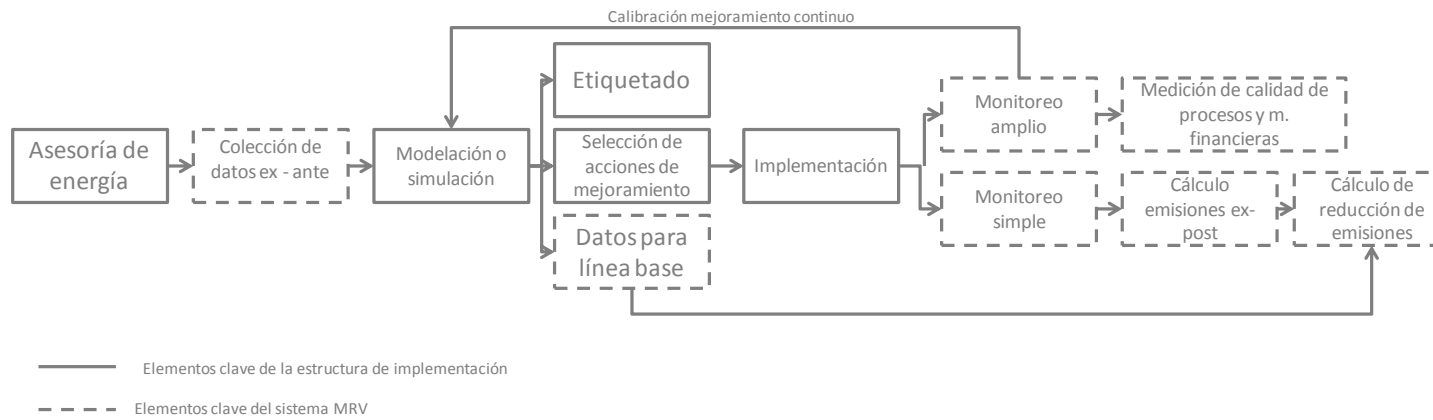 Calibración mejoramiento continuo
Etiquetado
Asesoría de
energía
Colección de
datos ex - ante
Modelación o
simulación
Selección de
acciones de
mejoramiento
Datos para
línea base
Implementación
Monitoreo
amplio
Medición de calidad de
procesos y m.
financieras
Monitoreo
simple
Cálculo
emisiones ex-
post
Cálculo de
reducción de
emisiones
Elementos clave de la estructura de implementación
Elementos clave del sistema MRV